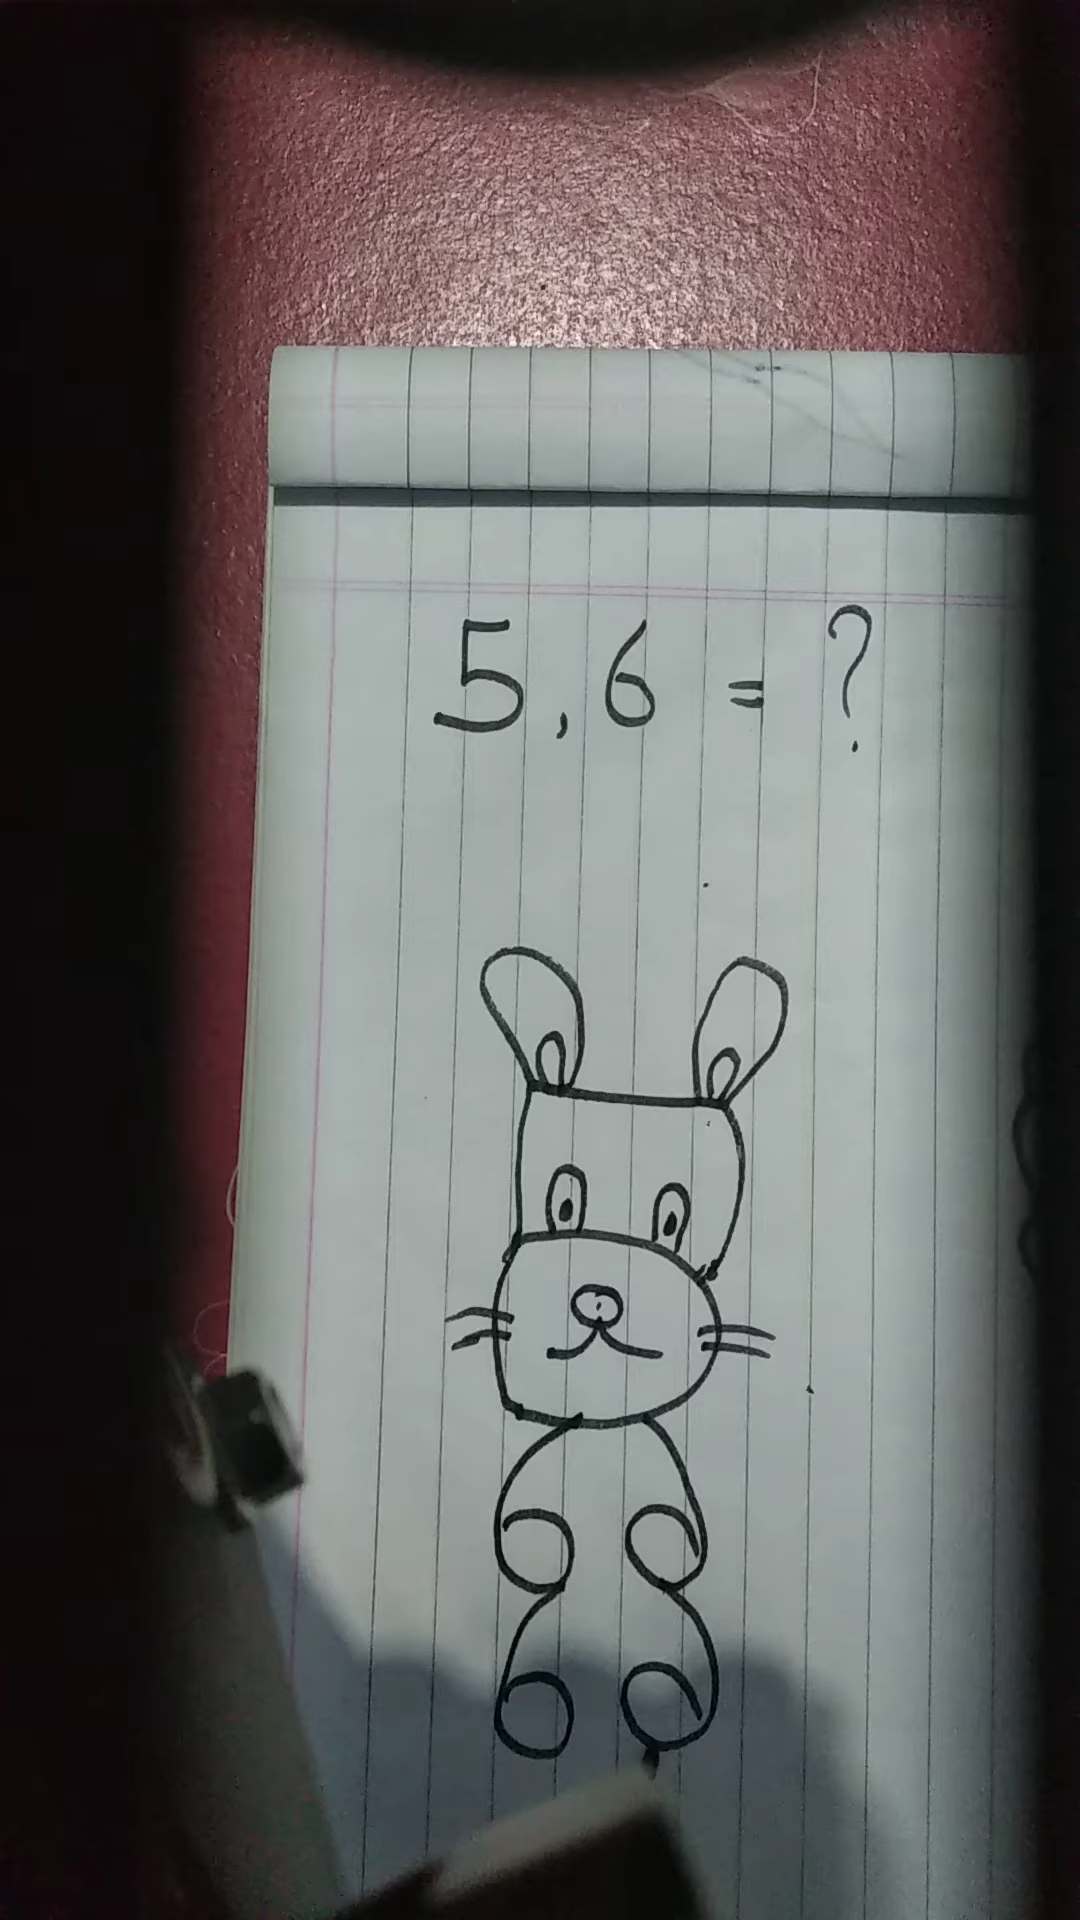 5,6 = ?